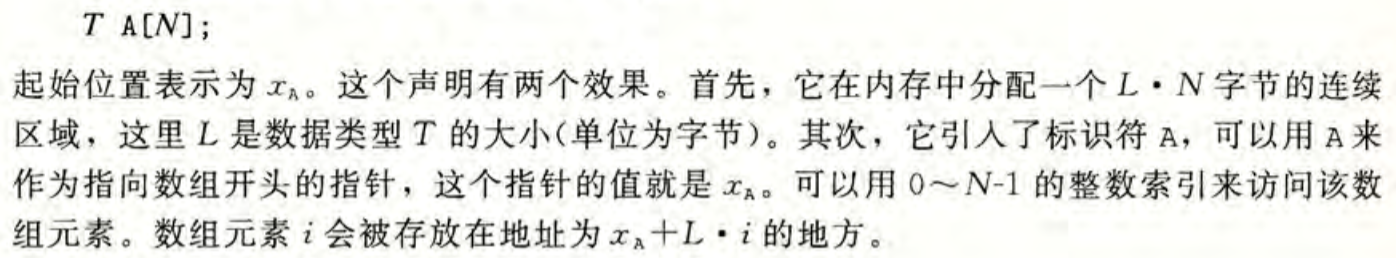 T A[N];
起始位置表示为 xA。这个声明有两个效果。首先，它在内存中分配一个 L·N 字节的连续
区域，这里 L 是数据类型 T 的大小(单位为字节)。其次，它引入了标识符 A，可以用 A 来
作为指向数组开头的指针，这个指针的值就是 xA。可以用 0～N-1 的整数索引来访问该数
组元素。数组元素 i 会被存放在地址为 xA+L·i 的地方。